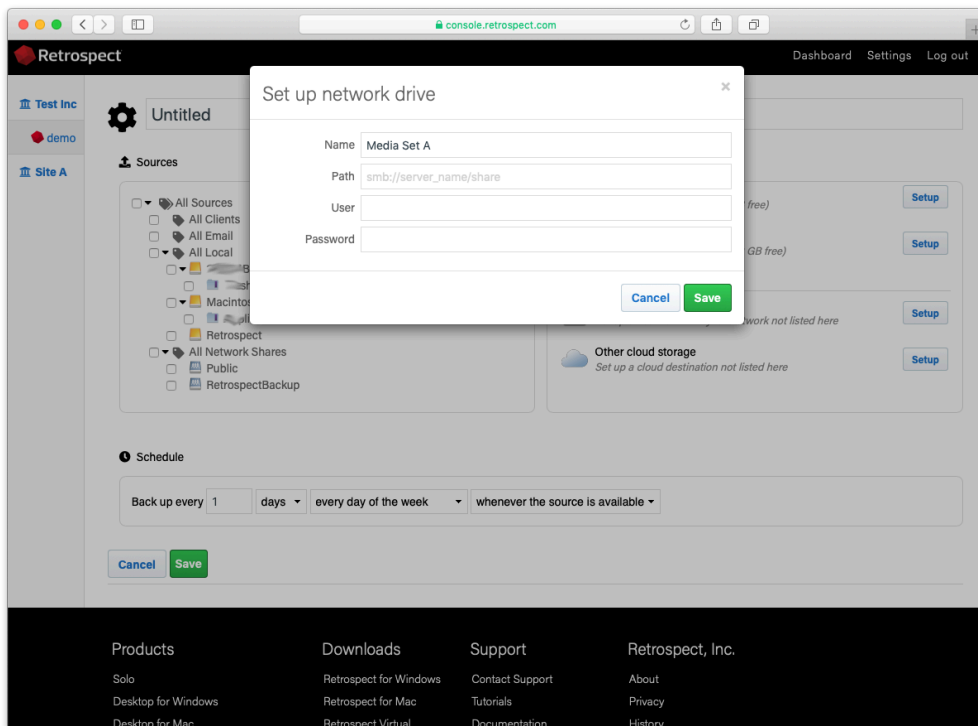 console.retrospect.com
Retrospect
Dashboard Settings Log out
Test Inc
demo
Site A
Untitled
Set up network drive
×
Name Media Set A
Path smb://server_name/share
User
Password
Cancel Save
Sources
All Sources
All Clients
All Email
All Local
All Network Shares
Retrospect
Public
RetrospectBackup
free)
Setup
GB free)
Setup
not listed here
Setup
Other cloud storage
Set up a cloud destination not listed here
Setup
Schedule
Back up every 1 days every day of the week whenever the source is available
Cancel Save
Products
Solo
Desktop for Windows
Desktop for Mac
Downloads
Retrospect for Windows
Retrospect for Mac
Retrospect Virtual
Support
Contact Support
Tutorials
Documentation
Retrospect, Inc.
About
Privacy
History